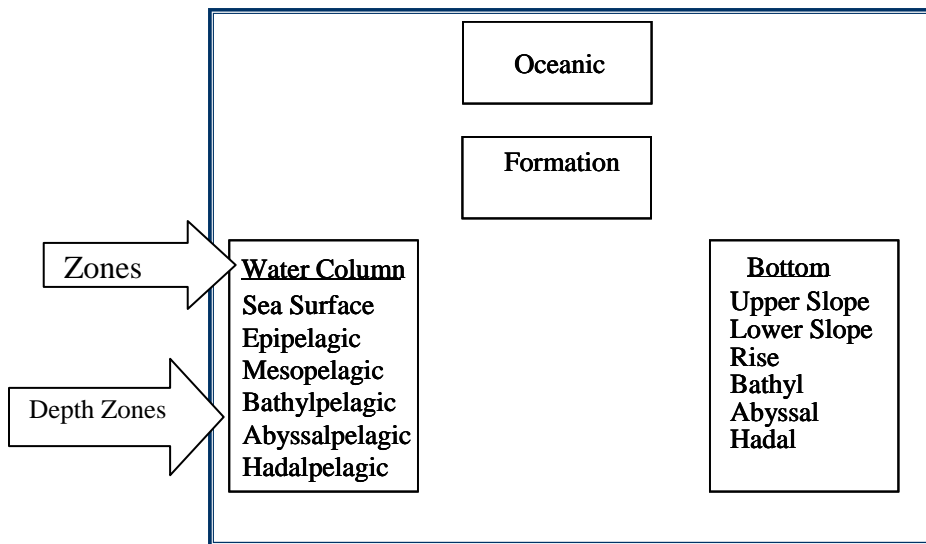 Oceanic
Formation
Zones
Water Column
Sea Surface
Epipelagic
Mesopelagic
Bathylpelagic
Abyssalpelagic
Hadalpelagic
Depth Zones
Bottom
Upper Slope
Lower Slope
Rise
Bathyl
Abyssal
Hadal